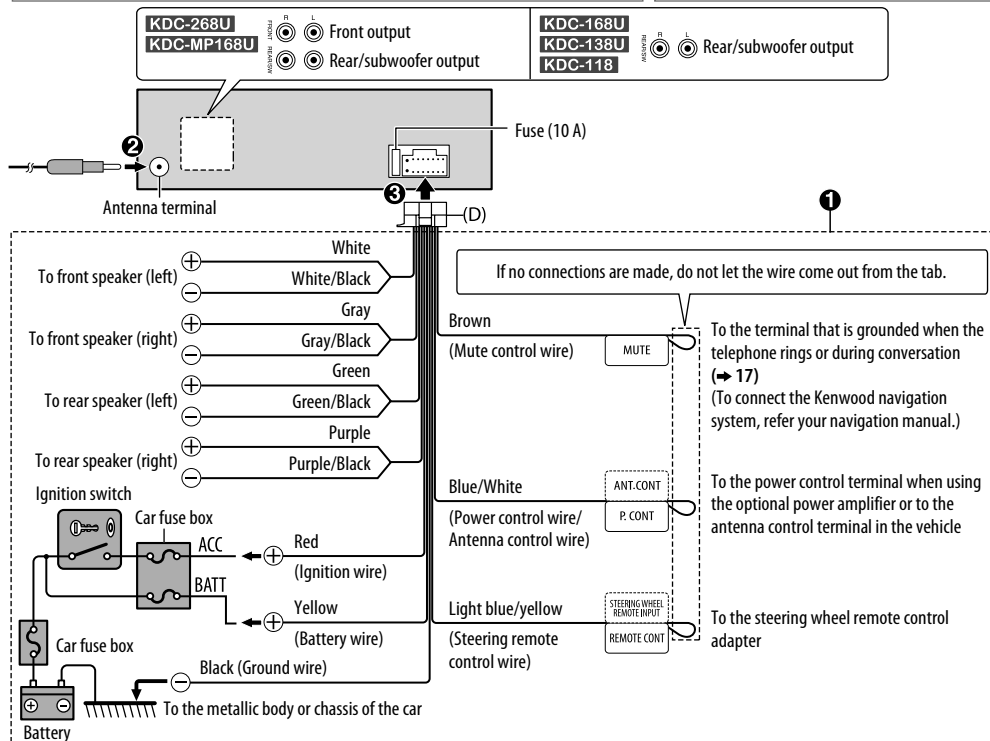 KDC-268U
KDC-MP168U
FRONT
R L
Front output
REAR/SW
Rear/subwoofer output
KDC-168U
KDC-138U
KDC-118
REAR/SW
R L
Rear/subwoofer output
Fuse (10 A)
2
Antenna terminal
3
(D)
1
White
To front speaker (left)
White/Black
Gray
To front speaker (right)
Gray/Black
Green
To rear speaker (left)
Green/Black
Purple
To rear speaker (right)
Purple/Black
Ignition switch
Car fuse box
ACC
Red
(Ignition wire)
BATT
Yellow
(Battery wire)
Car fuse box
Black (Ground wire)
To the metallic body or chassis of the car
Battery
If no connections are made, do not let the wire come out from the tab.
Brown
(Mute control wire)
MUTE
To the terminal that is grounded when the
telephone rings or during conversation
(➔ 17)
(To connect the Kenwood navigation
system, refer your navigation manual.)
Blue/White
(Power control wire/
Antenna control wire)
ANT.CONT
P. CONT
To the power control terminal when using
the optional power amplifier or to the
antenna control terminal in the vehicle
Light blue/yellow
(Steering remote
control wire)
STEERING WHEEL
REMOTE INPUT
REMOTE CONT
To the steering wheel remote control
adapter